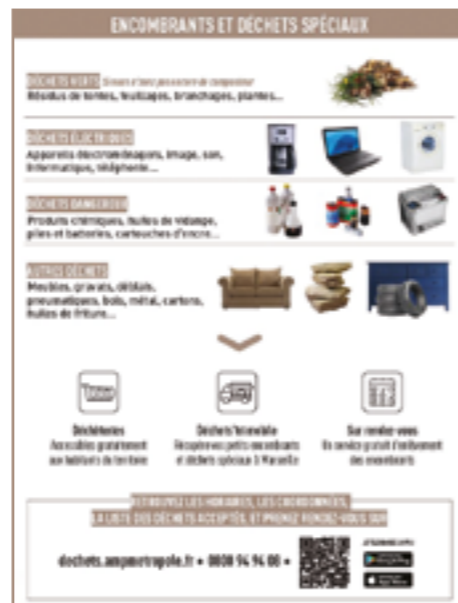 ENCOMBRANTS ET DÉCHETS SPÉCIAUX
DÉCHETS VERTS
Résidus de tontes, feuillages, branchages, plantes...
DÉCHETS ÉLECTRIQUES
Appareils électroménagers, image, son,
informatique, téléphonie...
DÉCHETS DANGEREUX
Produits chimiques, huiles de vidange,
piles et batteries, cartouches d'encre...
AUTRES DÉCHETS
Meubles, gravats, déblais,
pneumatiques, bois, métal, cartons,
huiles de friture...
Déchèteries
Accessibles gratuitement
aux habitants du territoire
Déchets'tenmobile
Récupère vos petits encombrants
et déchets spéciaux à Marseille
Sur rendez-vous
Un service gratuit d'enlèvement
des encombrants
RETROUVEZ LES HORAIRES, LES COORDONNÉES,
LA LISTE DES DÉCHETS ACCEPTÉS, ET PRENEZ RENDEZ-VOUS SUR
dechets.ampmetropole.fr • 0800 94 94 08 •